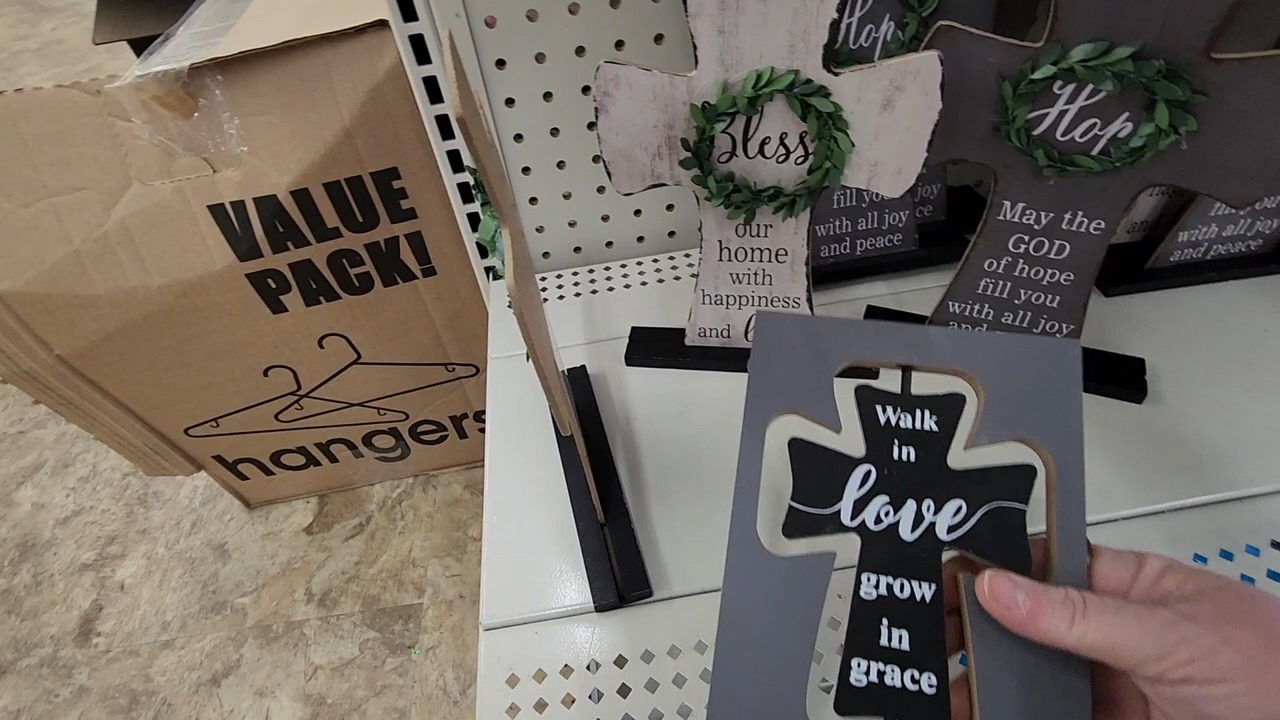 VALUE
PACK!
hangers
Bless
our
home
with
happiness
and
Hop
fill you
with all joy
and peace
Hop
May the
GOD
of hope
fill you
with all joy
with all joy
and peace
Walk
in
love
grow
in
grace